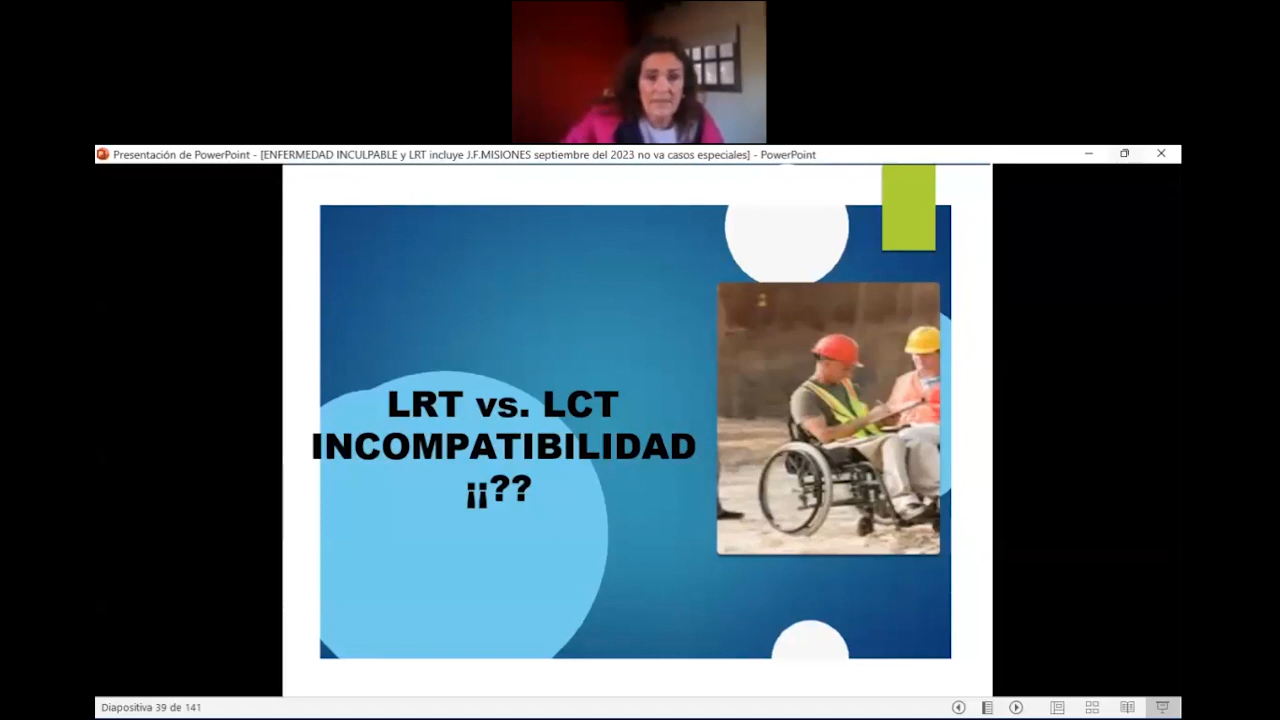 Presentación de PowerPoint - [ENFERMEDAD INCULPABLE y LRT incluye J.F.MISIONES septiembre del 2023 no va casos especiales] - PowerPoint
LRT vs. LCT
INCOMPATIBILIDAD
¡¡??
Diapositiva 39 de 141